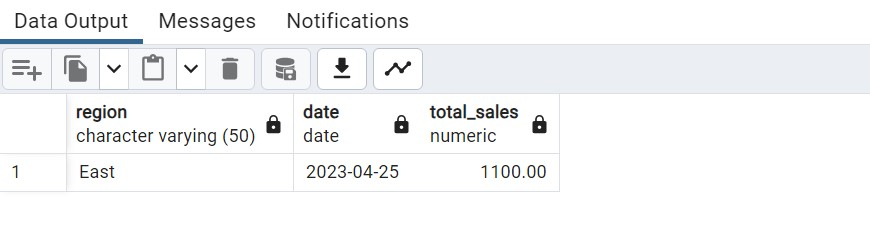 Data Output Messages Notifications
region date total_sales
character varying (50) date numeric
1 East 2023-04-25 1100.00